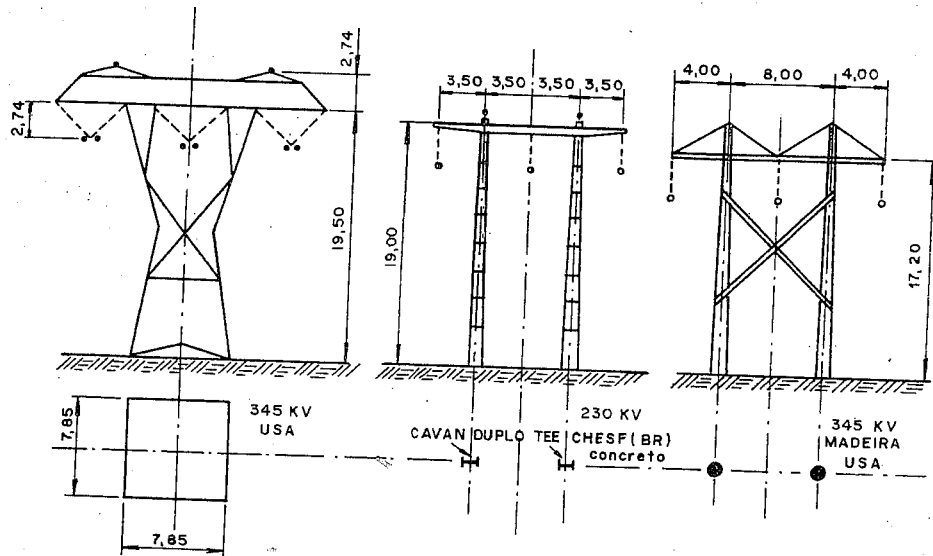 2,74
2,74
19,50
345 KV
USA
7,85
7,85
3,50 3,50 3,50 3,50
19,00
230 KV
CAVAN DUPLO TEE CHESF(BR)
concreto
4,00 8,00 4,00
17,20
345 KV
MADEIRA
USA